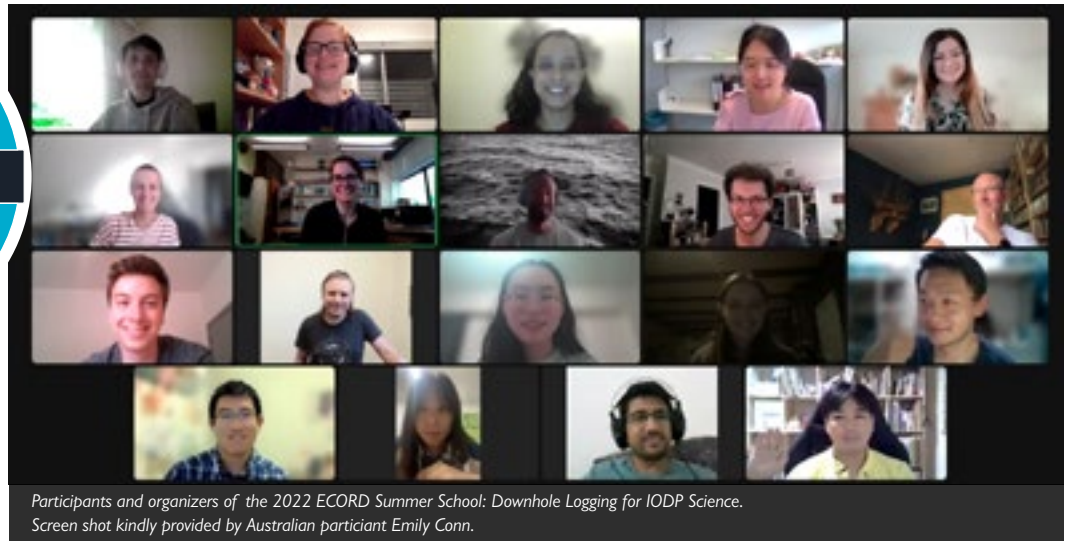 Participants and organizers of the 2022 ECORD Summer School: Downhole Logging for IODP Science.
Screen shot kindly provided by Australian particiant Emily Conn.